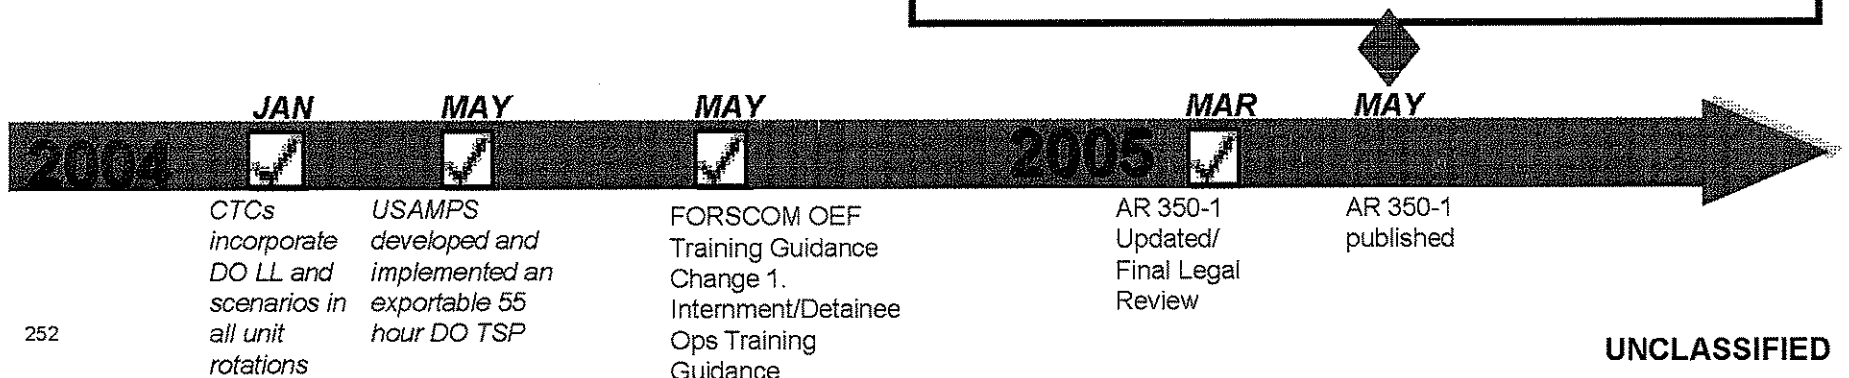 JAN MAY MAY MAR MAY
2004 2005
CTCs
incorporate
DO LL and
scenarios in
all unit
rotations
USAMPS
developed and
implemented an
exportable 55
hour DO TSP
FORSCOM OEF
Training Guidance
Change 1.
Internment/Detainee
Ops Training
Guidance
AR 350-1
Updated/
Final Legal
Review
AR 350-1
published
252
UNCLASSIFIED